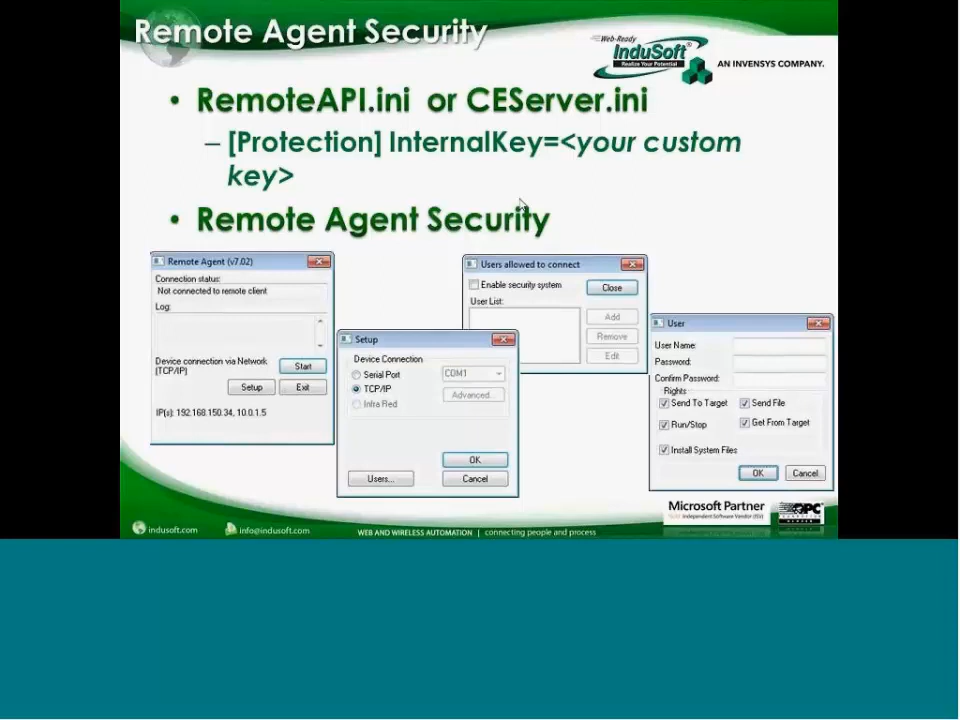 Remote Agent Security
Web-Ready
InduSoft®
Realize Your Potential
AN INVENSYS COMPANY.
• RemoteAPI.ini or CEServer.ini
– [Protection] InternalKey=<your custom
key>
• Remote Agent Security
Remote Agent (v7.02)
Connection status:
Not connected to remote client
Log:
Device connection via Network
(TCP/IP)
Start
Setup
Exit
IP(s): 192.168.150.34, 10.0.1.5
Setup
Device Connection
Serial Port
COM1
TCP/IP
Advanced...
Infra Red
OK
Users...
Cancel
Users allowed to connect
Enable security system
Close
User List:
Add
Remove
Edit
User
User Name:
Password:
Confirm Password:
Rights
Send To Target
Send File
Run/Stop
Get From Target
Install System Files
OK
Cancel
indusoft.com
info@indusoft.com
WEB AND WIRELESS AUTOMATION | connecting people and process
Microsoft Partner
Independent Software Vendor (ISV)
OPC